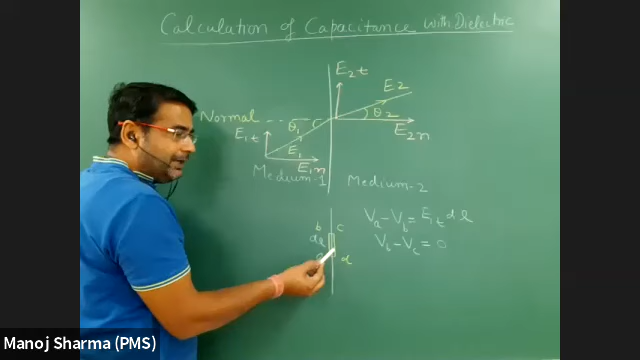 Calculation of Capacitance with Dielectric
E2t
E2
Normal
C
θ1
θ2
E1t
E1
E1n
E2n
Medium-1
Medium-2
b
c
Va-Vb = E1t dl
dl
Vb-Vc = 0
d
Manoj Sharma (PMS)